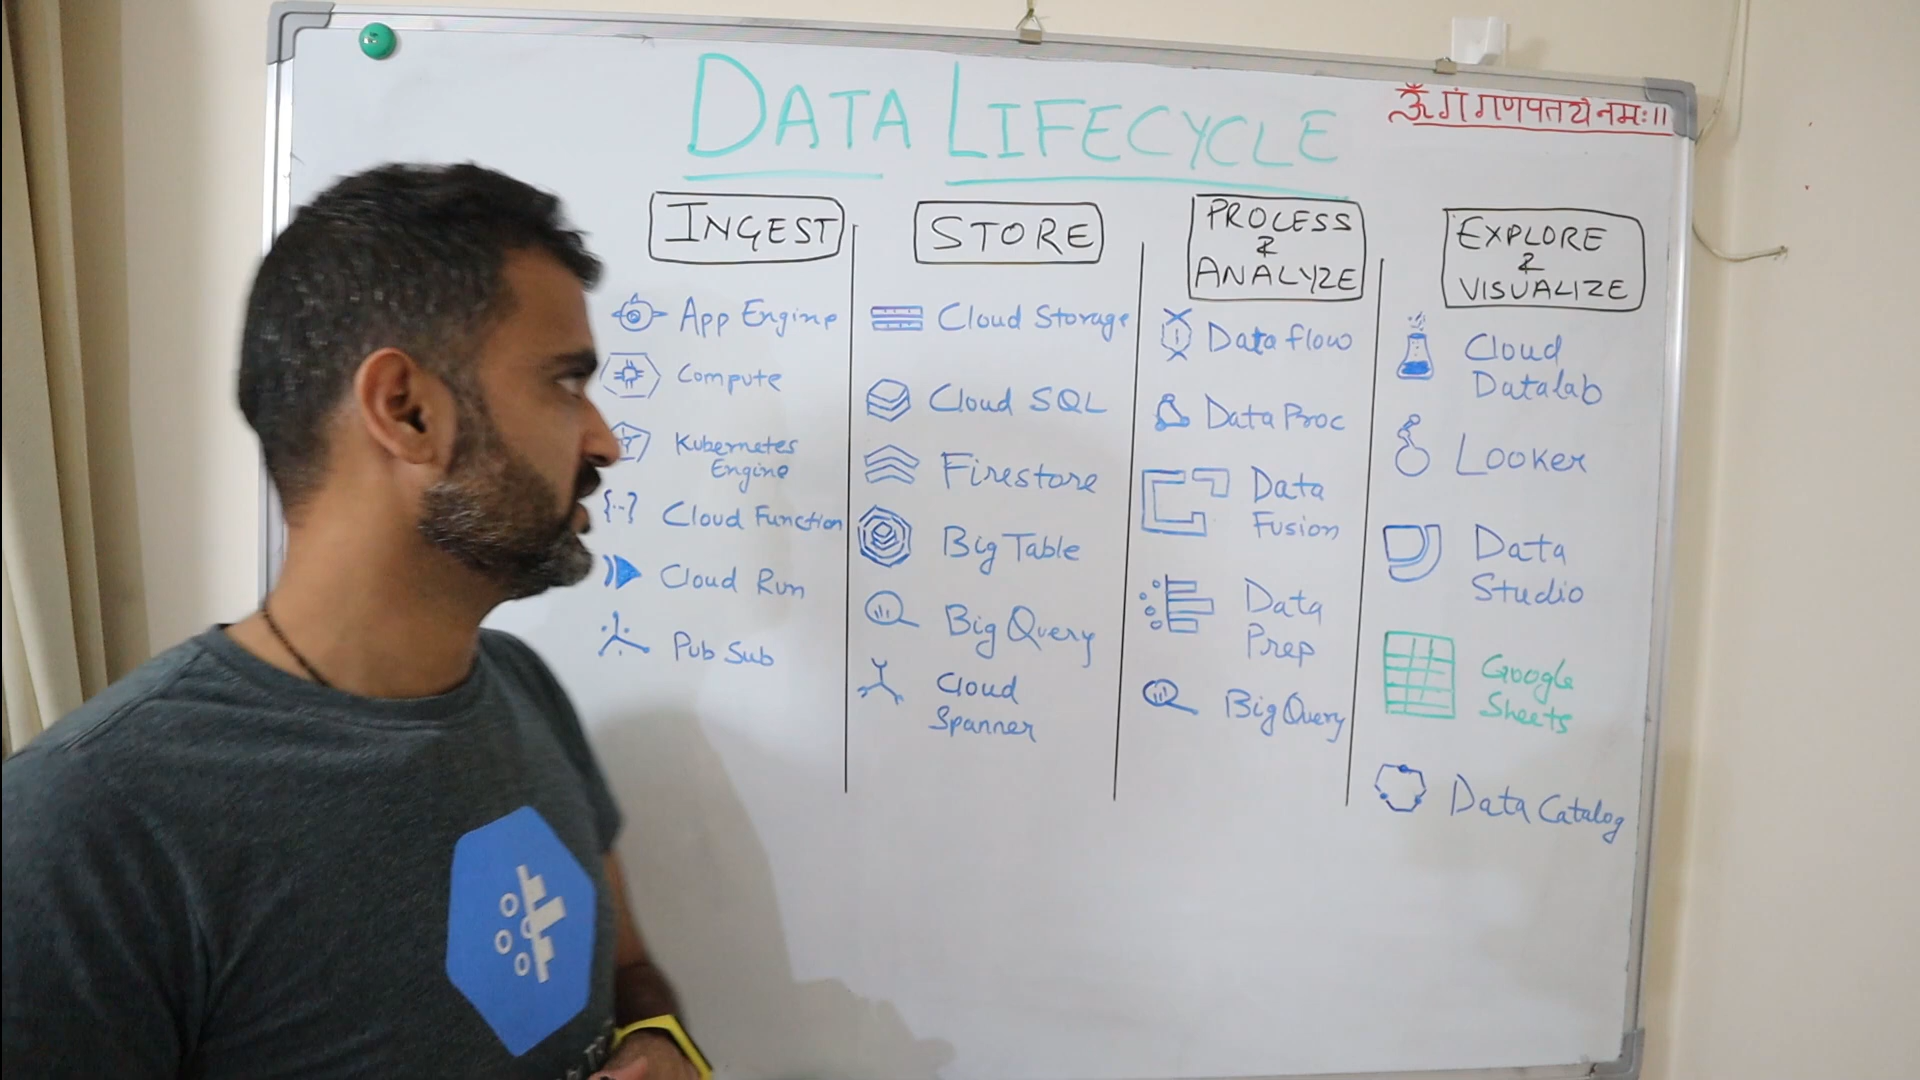 DATA LIFECYCLE
ॐ गं गणपतये नमः॥
INGEST
App Engine
Compute
Kubernetes
Engine
{··} Cloud Function
Cloud Run
Pub Sub
STORE
Cloud Storage
Cloud SQL
Firestore
Big Table
Big Query
Cloud
Spanner
PROCESS
&
ANALYZE
Data flow
Data Proc
Data
Fusion
Data
Prep
Big Query
EXPLORE
&
VISUALIZE
Cloud
Datalab
Looker
Data
Studio
Google
Sheets
Data Catalog